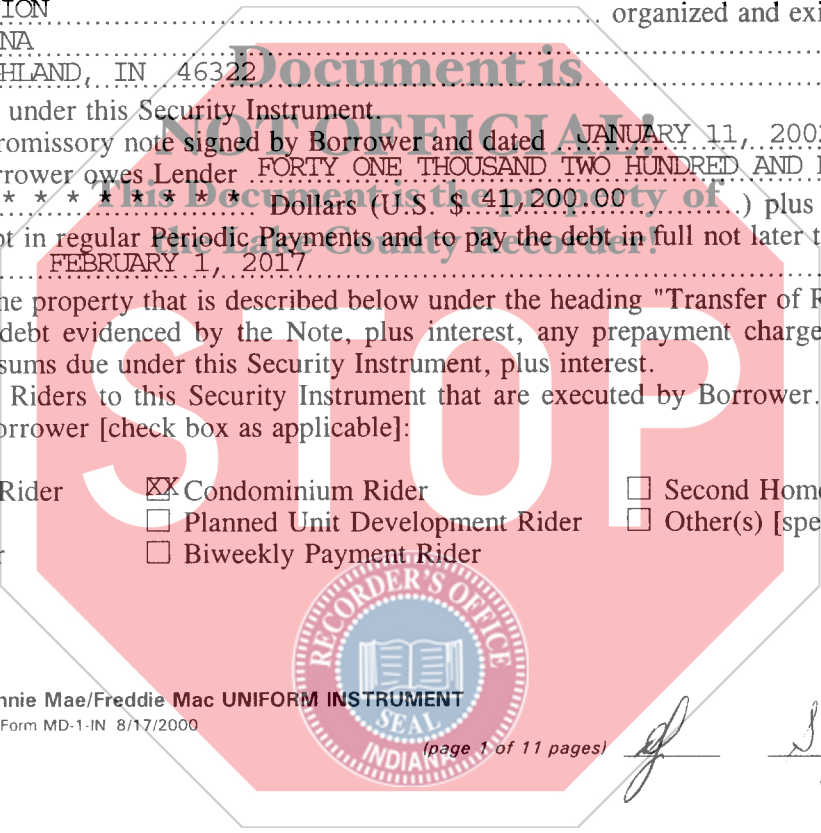 ION organized and exi
NA
HLAND, IN 46322
Document is
under this Security Instrument.
NOT OFFICIAL!
romissory note signed by Borrower and dated JANUARY 11, 200
rrower owes Lender FORTY ONE THOUSAND TWO HUNDRED AND
This Document is the property of
* * * * * * * * Dollars (U.S. $ 41,200.00 ) plus
the Lake County Recorder!
ot in regular Periodic Payments and to pay the debt in full not later t
FEBRUARY 1, 2017
he property that is described below under the heading "Transfer of R
debt evidenced by the Note, plus interest, any prepayment charge
sums due under this Security Instrument, plus interest.
Riders to this Security Instrument that are executed by Borrower.
orrower [check box as applicable]:
STOP
Rider XX Condominium Rider ☐ Second Hom
☐ Planned Unit Development Rider ☐ Other(s) [spe
r ☐ Biweekly Payment Rider
RECORDER'S OFFICE
SEAL
INDIANA
nnie Mae/Freddie Mac UNIFORM INSTRUMENT
Form MD-1-IN 8/17/2000
(page 1 of 11 pages)